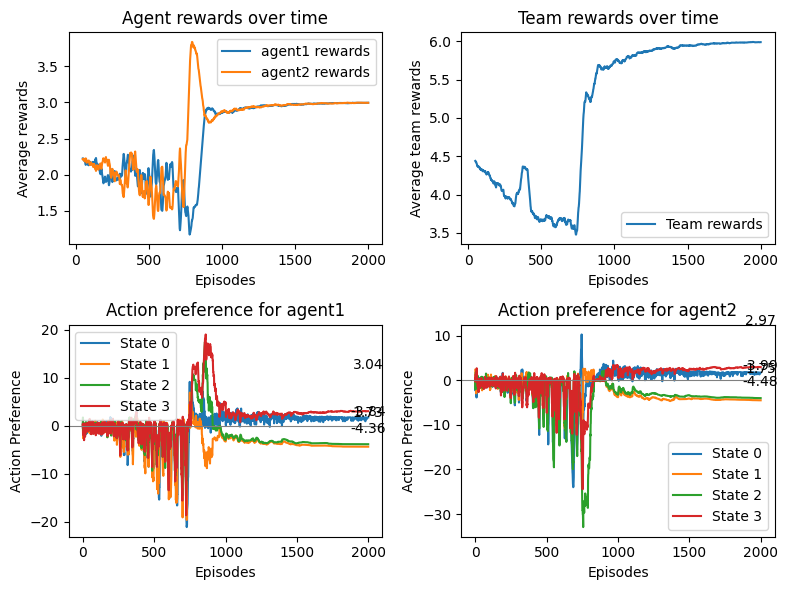 Agent rewards over time
Average rewards
3.5
3.0
2.5
2.0
1.5
agent1 rewards
agent2 rewards
0
500
1000
1500
2000
Episodes
Team rewards over time
Average team rewards
6.0
5.5
5.0
4.5
4.0
3.5
Team rewards
0
500
1000
1500
2000
Episodes
Action preference for agent1
Action Preference
20
10
0
−10
−20
State 0
State 1
State 2
State 3
3.04
-4.36
0
500
1000
1500
2000
Episodes
Action preference for agent2
Action Preference
10
0
−10
−20
−30
2.97
-3.99
-4.48
State 0
State 1
State 2
State 3
0
500
1000
1500
2000
Episodes